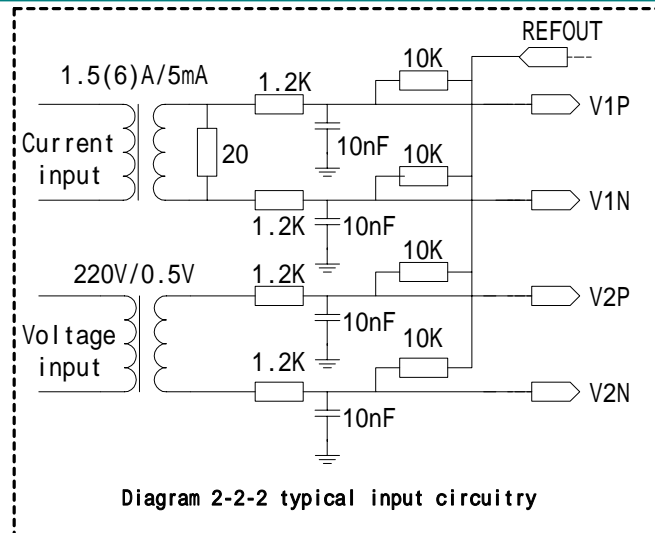 REFOUT
10K
1.5(6)A/5mA
1.2K
V1P
Current
input
20
10nF
10K
V1N
1.2K
10nF
10K
220V/0.5V
1.2K
V2P
Voltage
input
10nF
10K
1.2K
V2N
10nF
Diagram 2-2-2 typical input circuitry